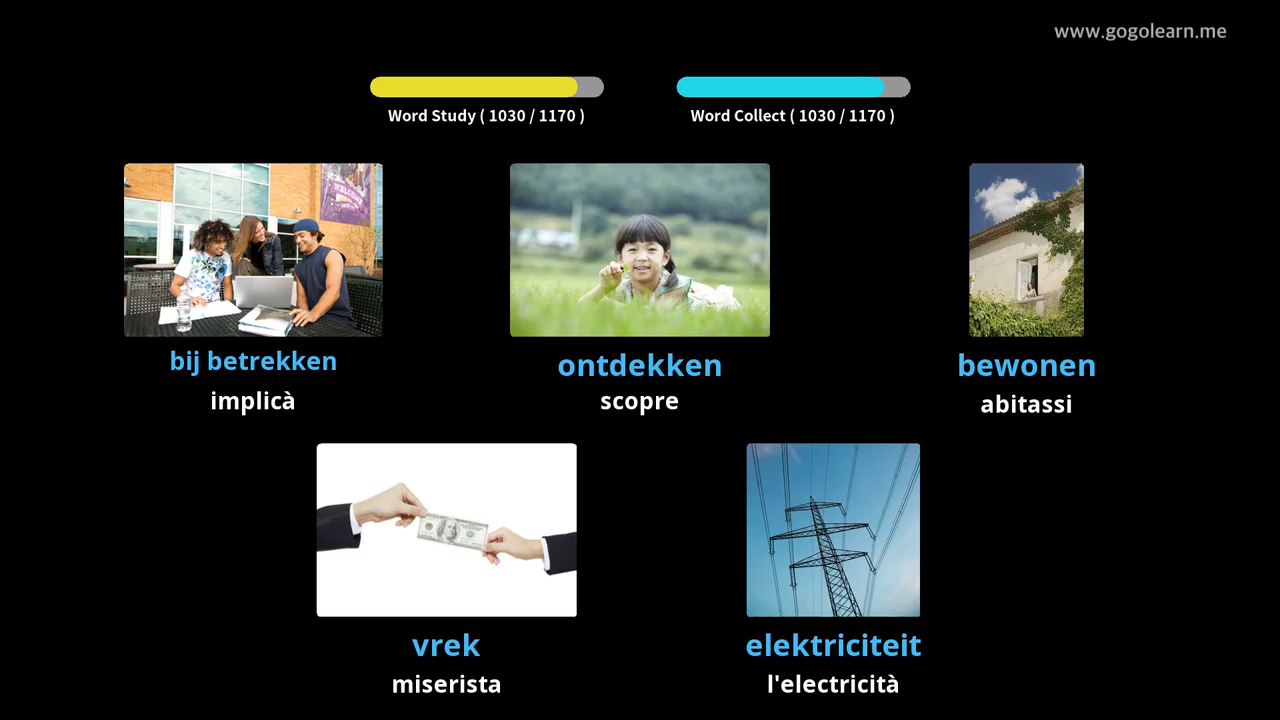 www.gogolearn.me
Word Study ( 1030 / 1170 )
Word Collect ( 1030 / 1170 )
bij betrekken
implicà
ontdekken
scopre
bewonen
abitassi
vrek
miserista
elektriciteit
l'electricità